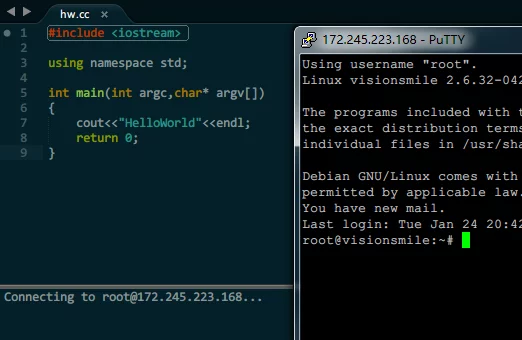 hw.cc ×
1 #include <iostream>
2
3 using namespace std;
4
5 int main(int argc,char* argv[])
6 {
7 cout<<"HelloWorld"<<endl;
8 return 0;
9 }
Connecting to root@172.245.223.168...
172.245.223.168 - PuTTY
Using username "root".
Linux visionsmile 2.6.32-042
The programs included with t
the exact distribution terms
individual files in /usr/sha
Debian GNU/Linux comes with
permitted by applicable law.
You have new mail.
Last login: Tue Jan 24 20:42
root@visionsmile:~#